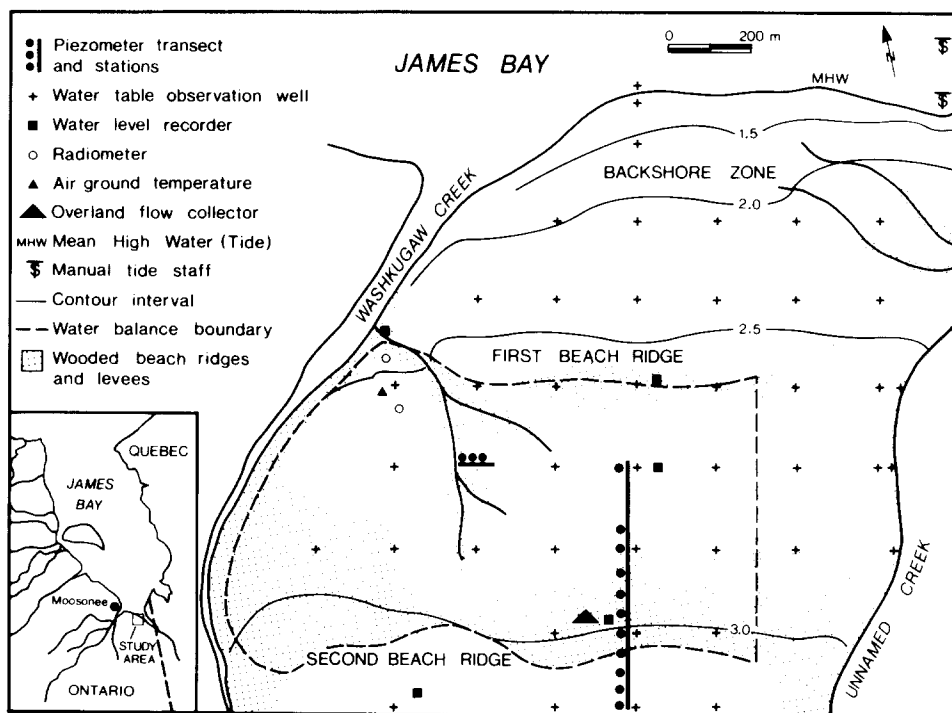 Piezometer transect
and stations
Water table observation well
Water level recorder
Radiometer
Air ground temperature
Overland flow collector
MHW Mean High Water (Tide)
Manual tide staff
Contour interval
Water balance boundary
Wooded beach ridges
and levees
JAMES BAY
0 200 m
N
MHW
1.5
BACKSHORE ZONE
2.0
WASHKUGAW CREEK
2.5
FIRST BEACH RIDGE
3.0
SECOND BEACH RIDGE
UNNAMED CREEK
QUEBEC
JAMES
BAY
Moosonee
STUDY
AREA
ONTARIO